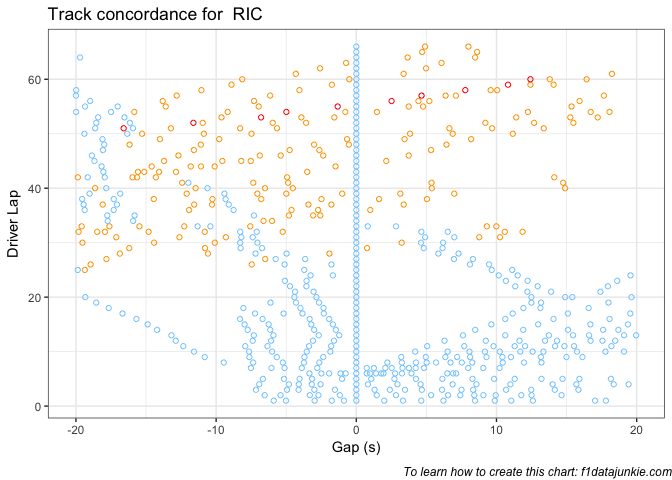 Track concordance for  RIC
Driver Lap
60
40
20
0
-20
-10
0
10
20
Gap (s)
To learn how to create this chart: f1datajunkie.com